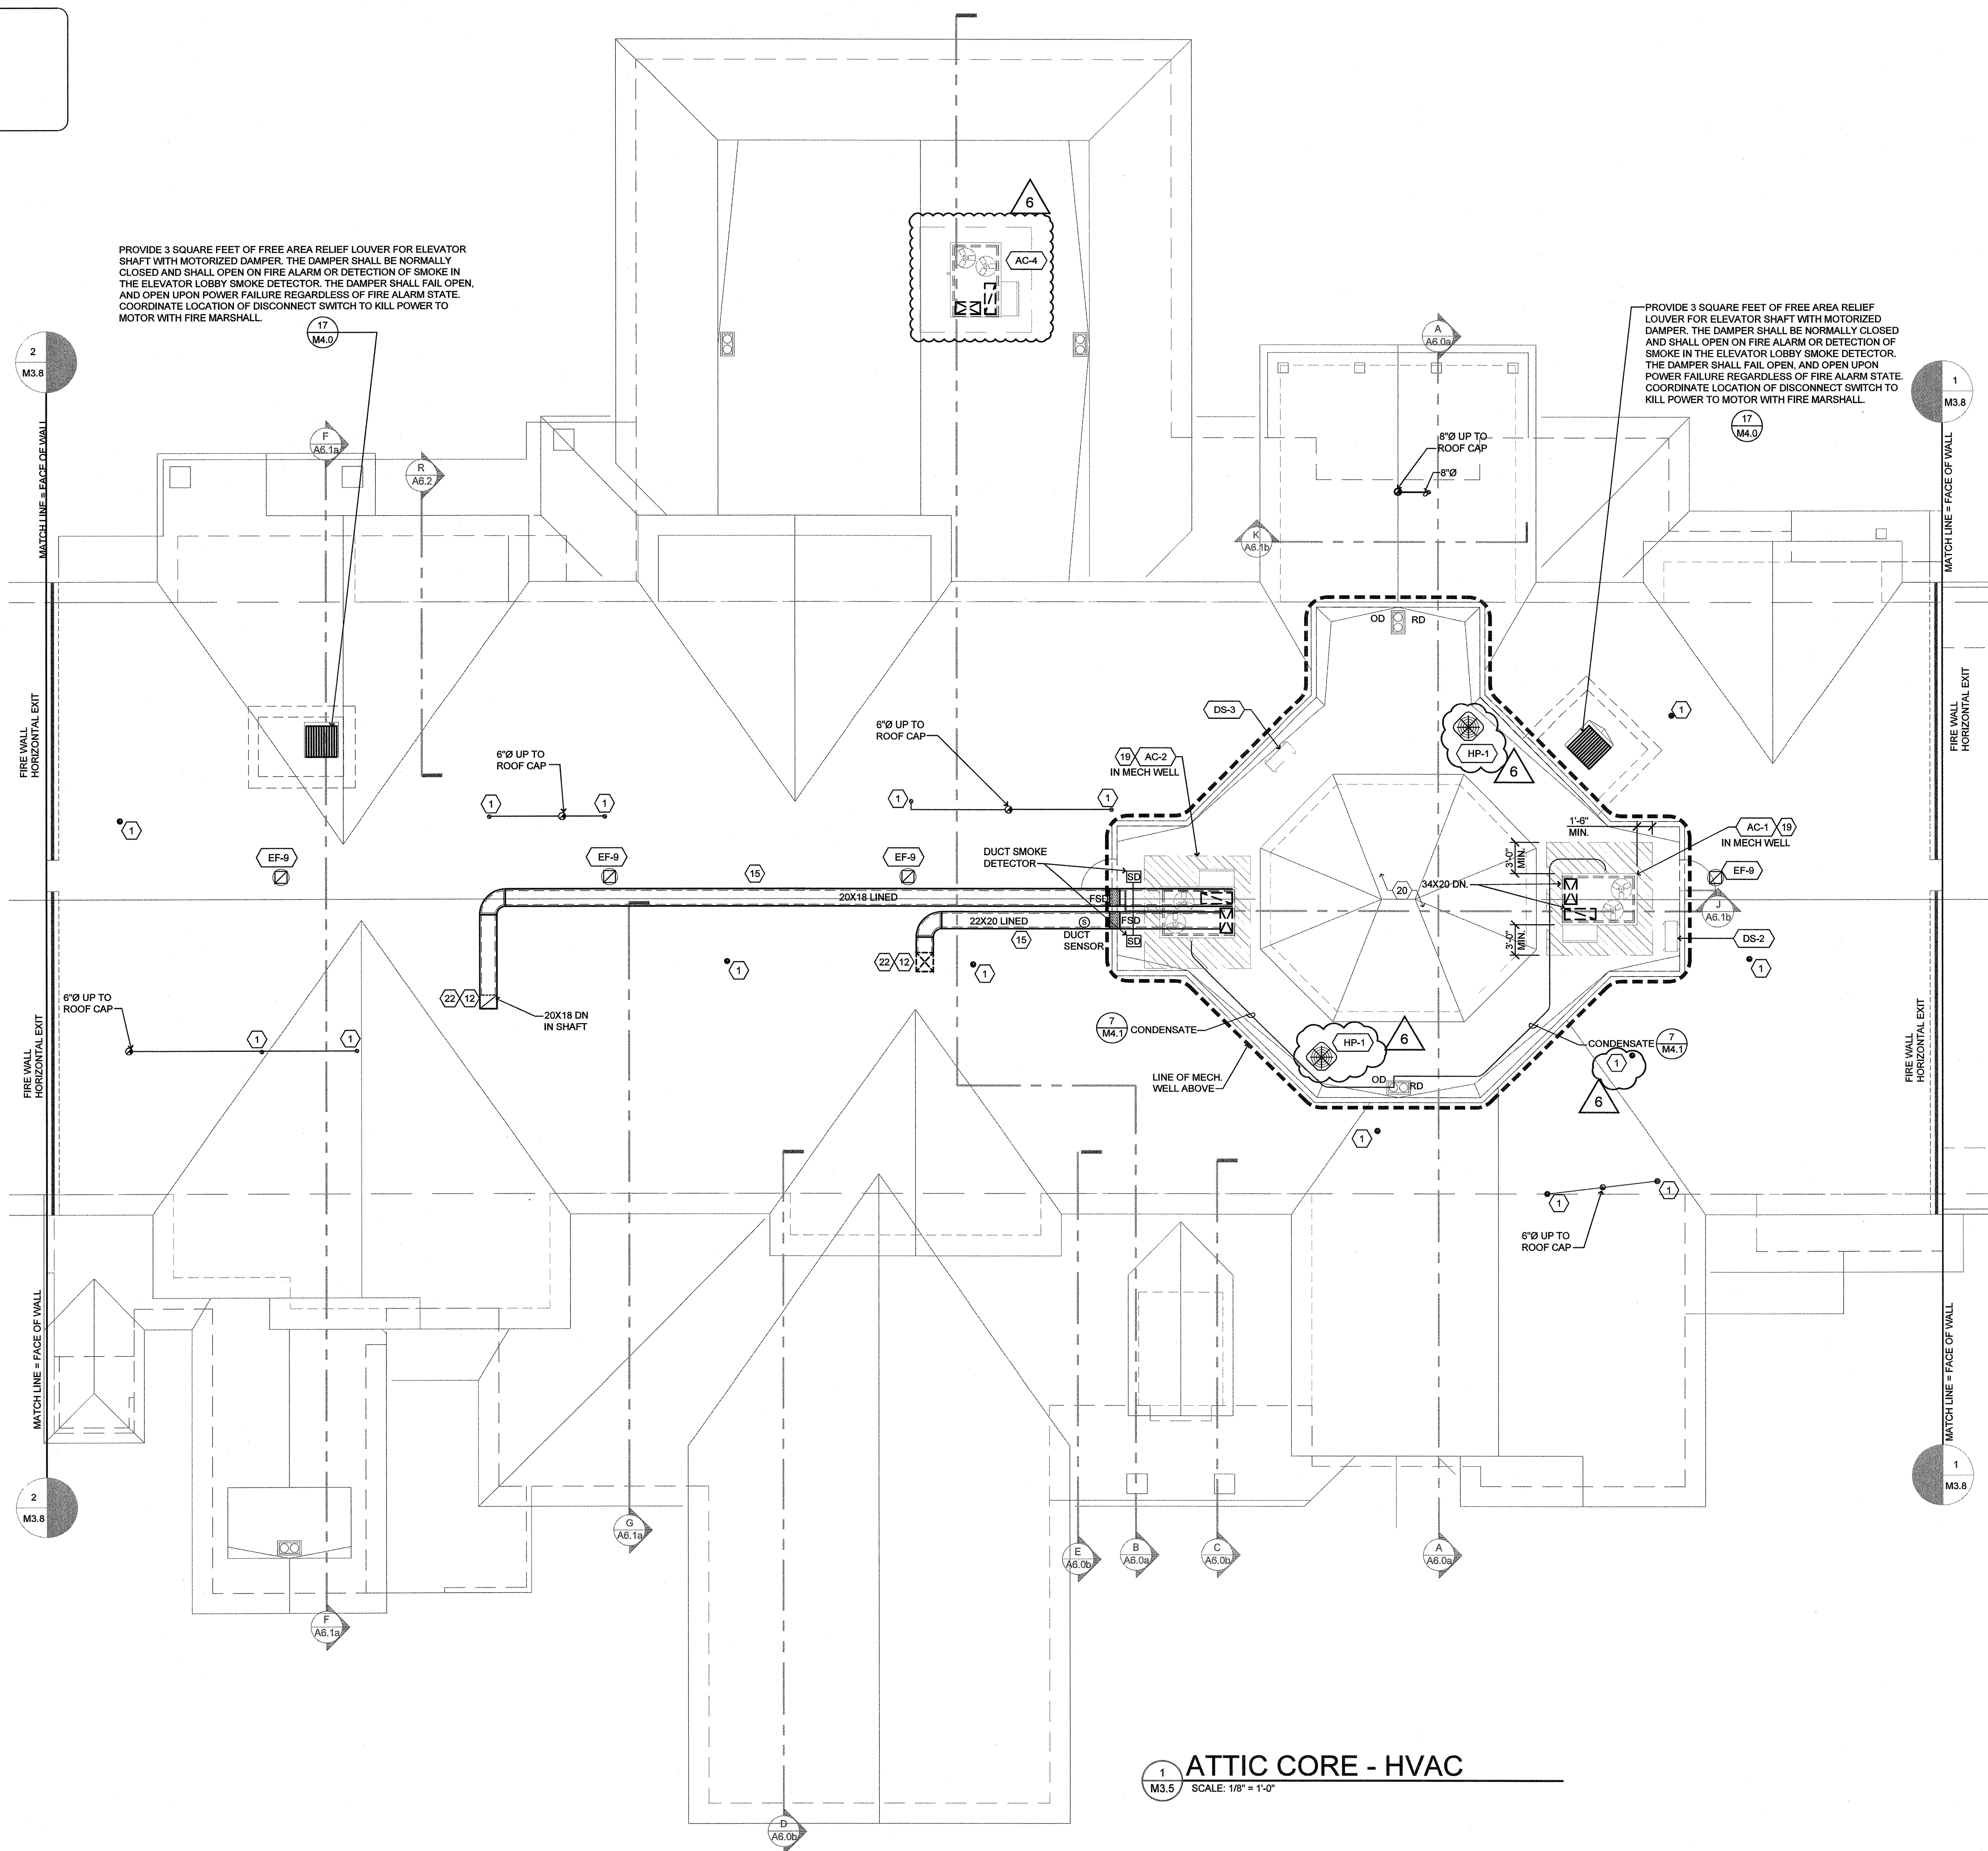 6
AC-4
PROVIDE 3 SQUARE FEET OF FREE AREA RELIEF LOUVER FOR ELEVATOR
SHAFT WITH MOTORIZED DAMPER. THE DAMPER SHALL BE NORMALLY
CLOSED AND SHALL OPEN ON FIRE ALARM OR DETECTION OF SMOKE IN
THE ELEVATOR LOBBY SMOKE DETECTOR. THE DAMPER SHALL FAIL OPEN,
AND OPEN UPON POWER FAILURE REGARDLESS OF FIRE ALARM STATE.
COORDINATE LOCATION OF DISCONNECT SWITCH TO KILL POWER TO
MOTOR WITH FIRE MARSHALL.
17
M4.0
PROVIDE 3 SQUARE FEET OF FREE AREA RELIEF
LOUVER FOR ELEVATOR SHAFT WITH MOTORIZED
DAMPER. THE DAMPER SHALL BE NORMALLY CLOSED
AND SHALL OPEN ON FIRE ALARM OR DETECTION OF
SMOKE IN THE ELEVATOR LOBBY SMOKE DETECTOR.
THE DAMPER SHALL FAIL OPEN, AND OPEN UPON
POWER FAILURE REGARDLESS OF FIRE ALARM STATE.
COORDINATE LOCATION OF DISCONNECT SWITCH TO
KILL POWER TO MOTOR WITH FIRE MARSHALL.
17
M4.0
2
M3.8
1
M3.8
A
A6.0a
F
A6.1a
R
A6.2
K
A6.1b
MATCH LINE = FACE OF WALL
MATCH LINE = FACE OF WALL
8"Ø UP TO
ROOF CAP
8"Ø
OD
RD
FIRE WALL
HORIZONTAL EXIT
FIRE WALL
HORIZONTAL EXIT
DS-3
HP-1
6
1
6"Ø UP TO
ROOF CAP
6"Ø UP TO
ROOF CAP
19
AC-2
IN MECH WELL
1
1
1
1
1
1'-6"
MIN.
AC-1
19
IN MECH WELL
EF-9
EF-9
EF-9
EF-9
15
DUCT SMOKE
DETECTOR
SD
FSD
20X18 LINED
22X20 LINED
FSD
S
DUCT
SENSOR
SD
15
3'-0"
MIN.
3'-0"
MIN.
20
34X20 DN.
J
A6.1b
DS-2
1
1
1
22
12
22
12
20X18 DN
IN SHAFT
6"Ø UP TO
ROOF CAP
1
1
7
M4.1
CONDENSATE
HP-1
6
CONDENSATE
7
M4.1
1
6
LINE OF MECH.
WELL ABOVE
OD
RD
1
1
1
6"Ø UP TO
ROOF CAP
FIRE WALL
HORIZONTAL EXIT
FIRE WALL
HORIZONTAL EXIT
MATCH LINE = FACE OF WALL
MATCH LINE = FACE OF WALL
2
M3.8
1
M3.8
G
A6.1a
E
A6.0b
B
A6.0a
C
A6.0b
A
A6.0a
F
A6.1a
D
A6.0b
1
M3.5
ATTIC CORE - HVAC
SCALE: 1/8" = 1'-0"